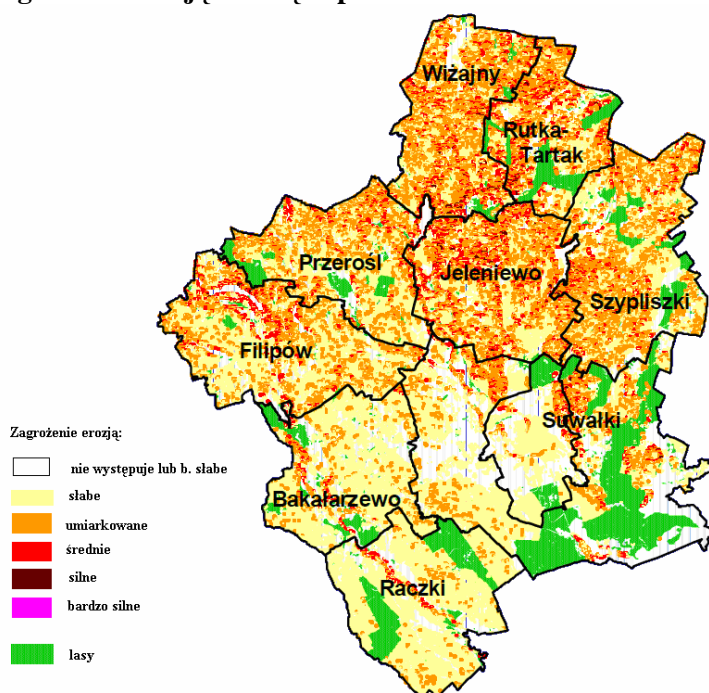 Wiżajny
Rutka-
Tartak
Przerośl
Jeleniewo
Szypliszki
Filipów
Suwałki
Bakałarzewo
Raczki
Zagrożenie erozją:
nie występuje lub b. słabe
słabe
umiarkowane
średnie
silne
bardzo silne
lasy